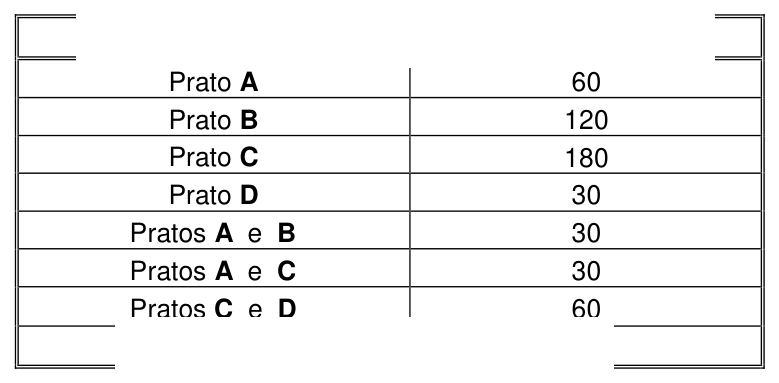 Prato A 60
Prato B 120
Prato C 180
Prato D 30
Pratos A e B 30
Pratos A e C 30
Pratos C e D 60